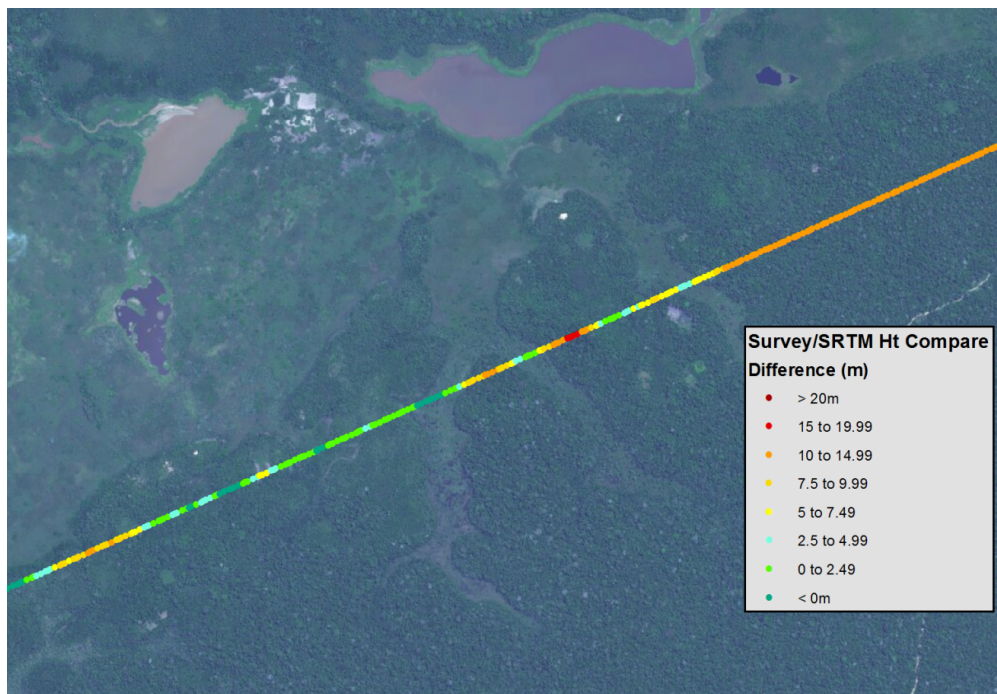 Survey/SRTM Ht Compare
Difference (m)
> 20m
15 to 19.99
10 to 14.99
7.5 to 9.99
5 to 7.49
2.5 to 4.99
0 to 2.49
< 0m